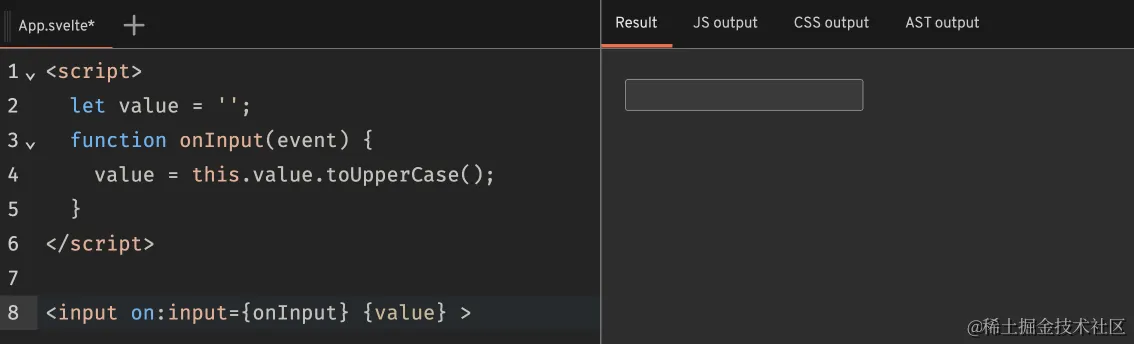 App.svelte*
Result JS output CSS output AST output
1 <script>
2 let value = '';
3 function onInput(event) {
4 value = this.value.toUpperCase();
5 }
6 </script>
7
8 <input on:input={onInput} {value} >
@稀土掘金技术社区